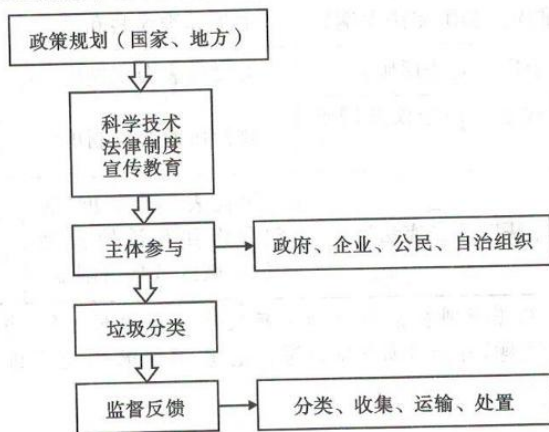 政策规划（国家、地方）
科学技术
法律制度
宣传教育
主体参与
政府、企业、公民、自治组织
垃圾分类
监督反馈
分类、收集、运输、处置